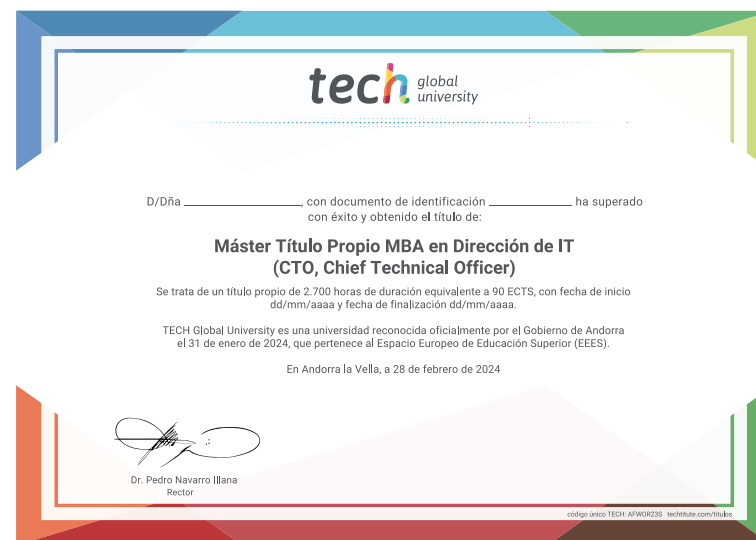 tech global university
D/Dña ____________________, con documento de identificación ______________ ha superado
con éxito y obtenido el título de:
Máster Título Propio MBA en Dirección de IT
(CTO, Chief Technical Officer)
Se trata de un título propio de 2.700 horas de duración equivalente a 90 ECTS, con fecha de inicio
dd/mm/aaaa y fecha de finalización dd/mm/aaaa.
TECH Global University es una universidad reconocida oficialmente por el Gobierno de Andorra
el 31 de enero de 2024, que pertenece al Espacio Europeo de Educación Superior (EEES).
En Andorra la Vella, a 28 de febrero de 2024
Dr. Pedro Navarro Illana
Rector
código único TECH: AFWOR23S techtitute.com/titulos